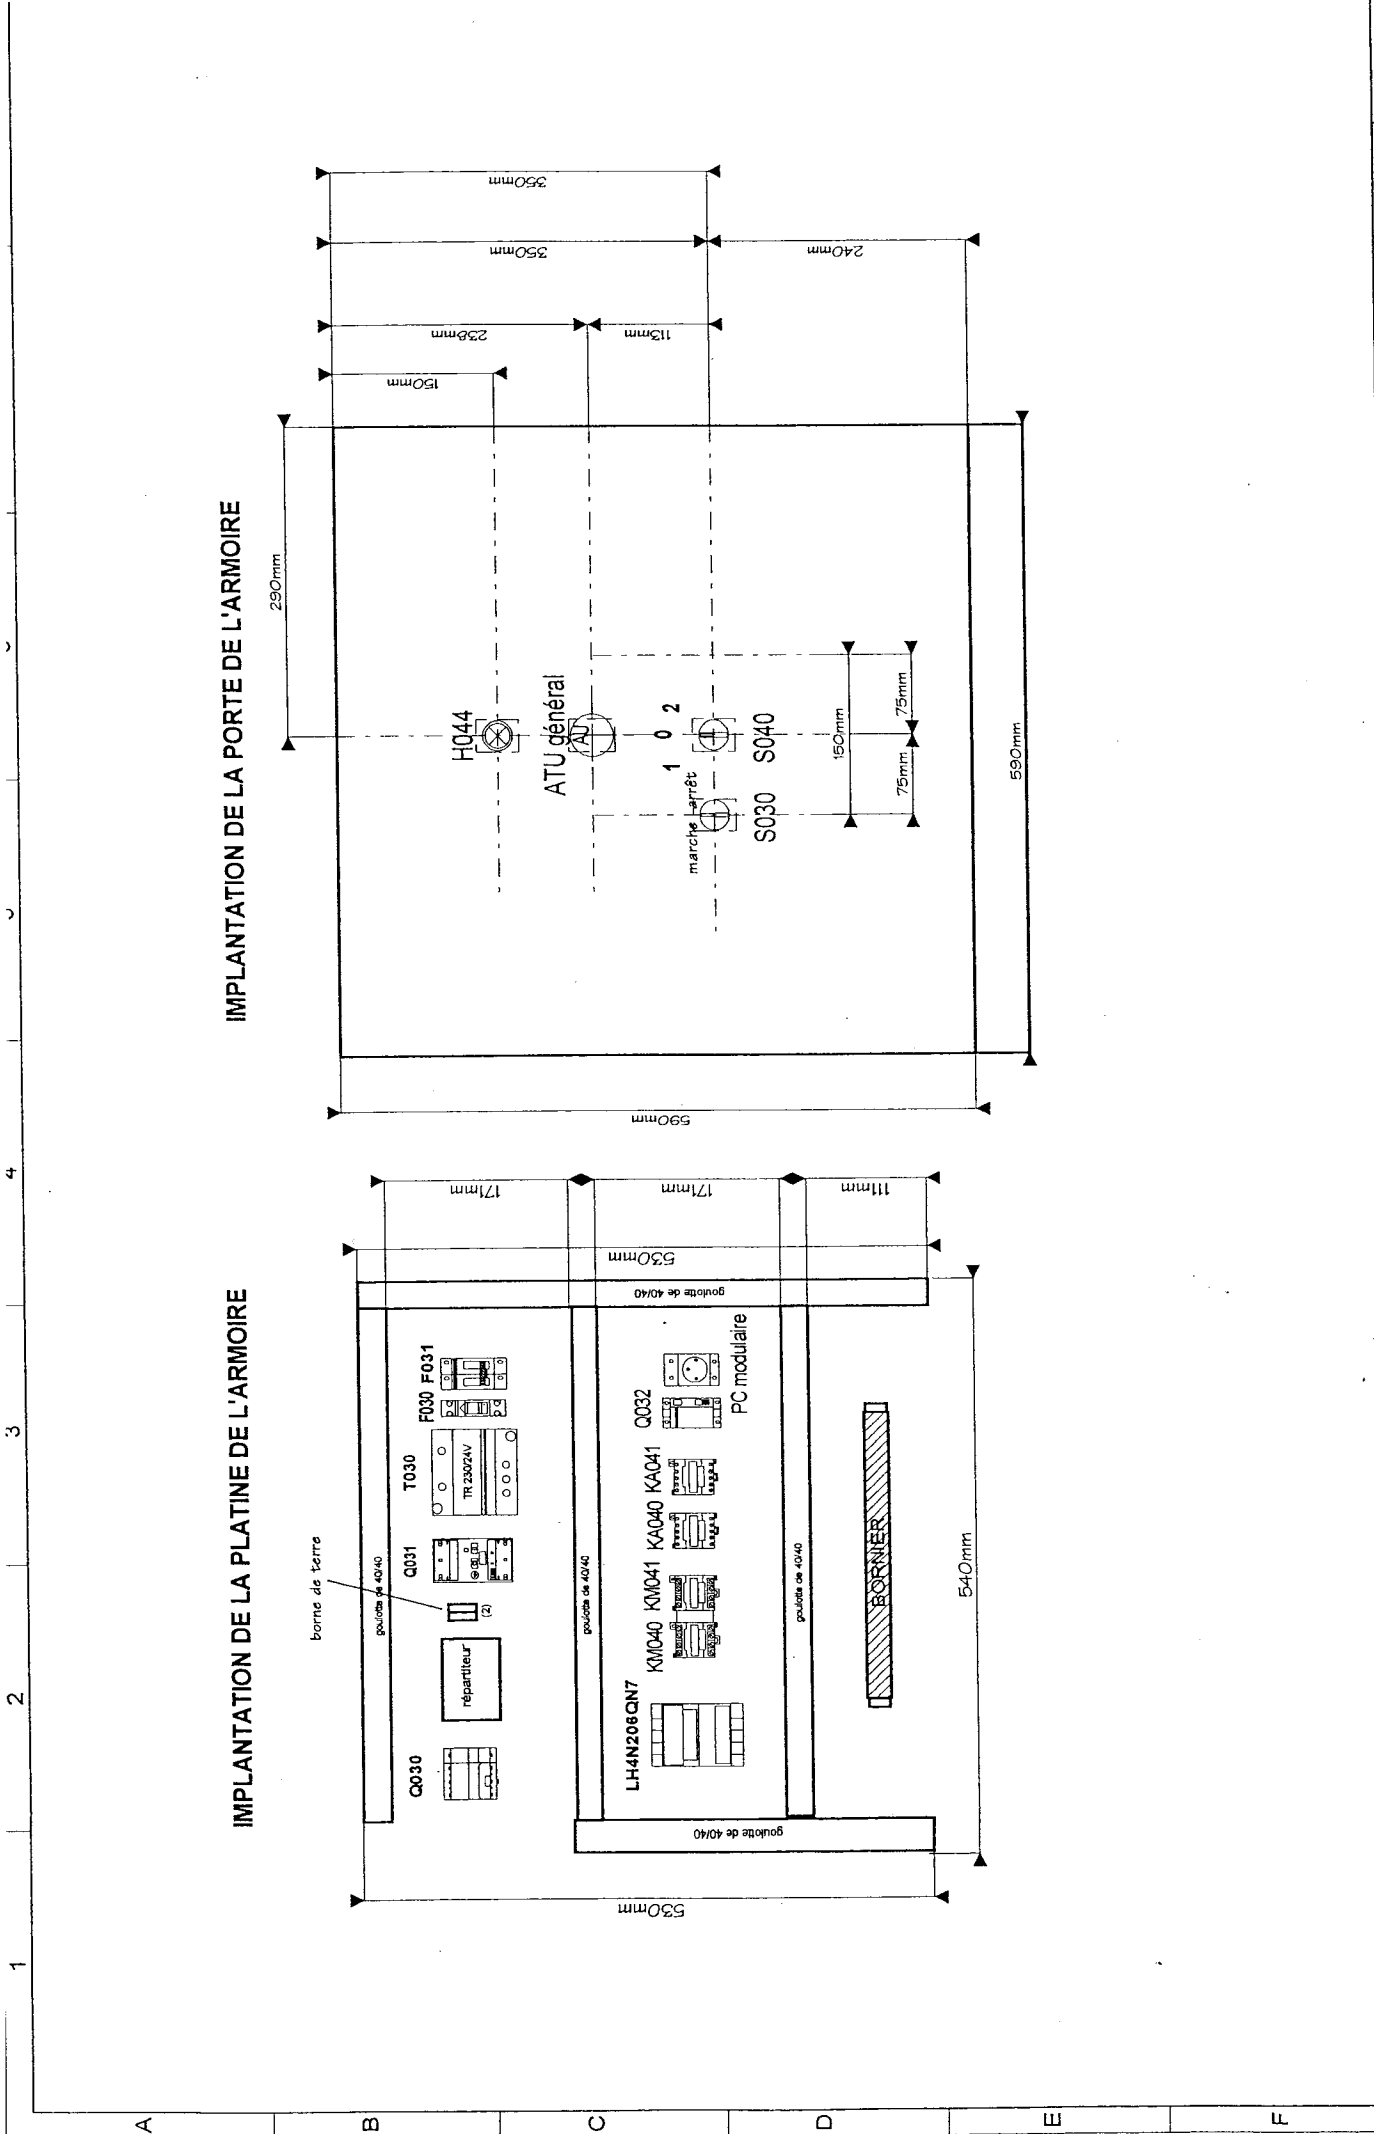 1
2
3
4
A
B
C
D
E
F
IMPLANTATION DE LA PLATINE DE L'ARMOIRE
borne de terre
goulotte de 40/40
Q030
répartiteur
(2)
Q031
T030
TR 230/24V
F030
F031
goulotte de 40/40
LH4N206QN7
KM040
KM041
KA040
KA041
Q032
PC modulaire
goulotte de 40/40
BORNIER
goulotte de 40/40
goulotte de 40/40
530mm
540mm
530mm
171mm
171mm
111mm
IMPLANTATION DE LA PORTE DE L'ARMOIRE
290mm
H044
ATU général
AU
1 0 2
marche arrêt
S030
S040
150mm
75mm
75mm
590mm
590mm
150mm
238mm
113mm
350mm
240mm
350mm